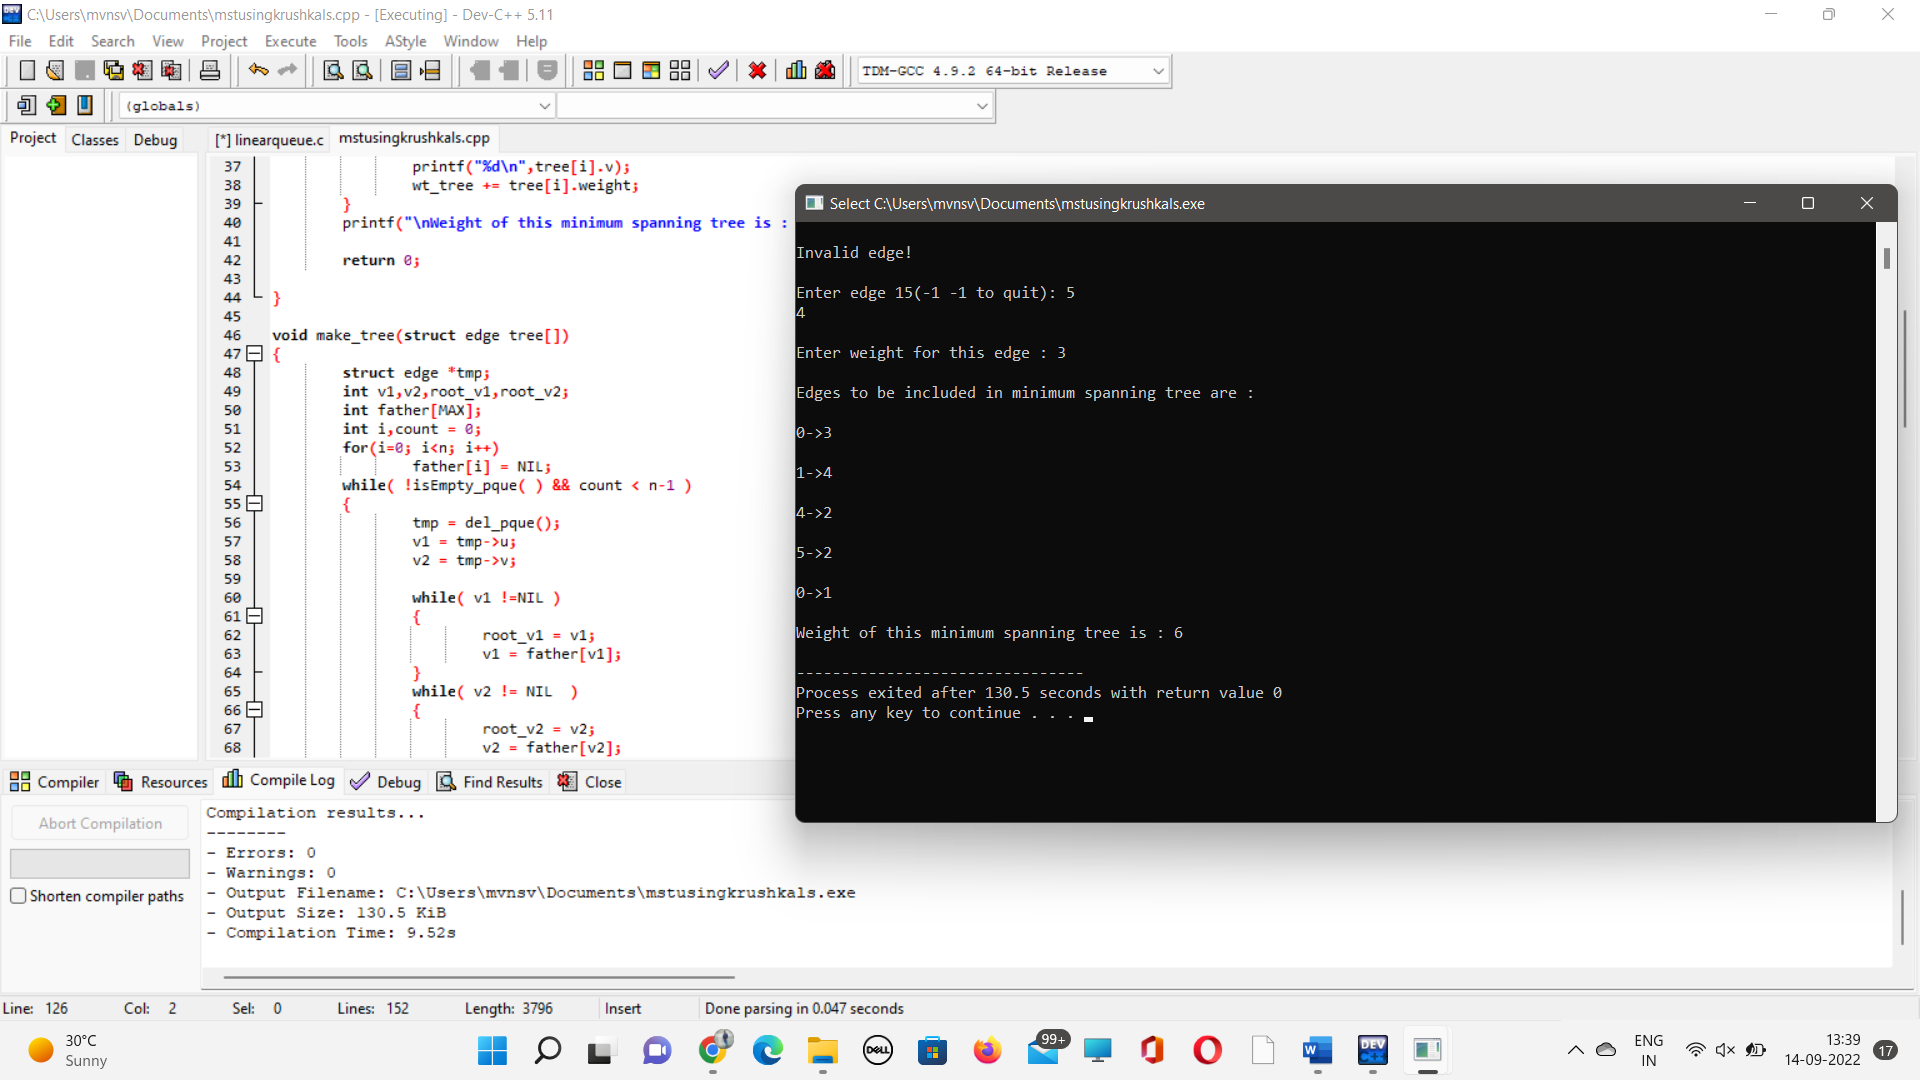 C:\Users\mvnsv\Documents\mstusingkrushkals.cpp - [Executing] - Dev-C++ 5.11
File Edit Search View Project Execute Tools AStyle Window Help
TDM-GCC 4.9.2 64-bit Release
(globals)
Project Classes Debug
[*] linearqueue.c mstusingkrushkals.cpp
37 printf("%d\n",tree[i].v);
38 wt_tree += tree[i].weight;
39 }
40 printf("\nWeight of this minimum spanning tree is :
41
42 return 0;
43
44 }
45
46 void make_tree(struct edge tree[])
47 {
48 struct edge *tmp;
49 int v1,v2,root_v1,root_v2;
50 int father[MAX];
51 int i,count = 0;
52 for(i=0; i<n; i++)
53 father[i] = NIL;
54 while( !isEmpty_pque( ) && count < n-1 )
55 {
56 tmp = del_pque();
57 v1 = tmp->u;
58 v2 = tmp->v;
59
60 while( v1 !=NIL )
61 {
62 root_v1 = v1;
63 v1 = father[v1];
64 }
65 while( v2 != NIL )
66 {
67 root_v2 = v2;
68 v2 = father[v2];
Select C:\Users\mvnsv\Documents\mstusingkrushkals.exe
Invalid edge!
Enter edge 15(-1 -1 to quit): 5
4
Enter weight for this edge : 3
Edges to be included in minimum spanning tree are :
0->3
1->4
4->2
5->2
0->1
Weight of this minimum spanning tree is : 6
--------------------------------
Process exited after 130.5 seconds with return value 0
Press any key to continue . . .
Compiler Resources Compile Log Debug Find Results Close
Abort Compilation
Shorten compiler paths
Compilation results...
--------
- Errors: 0
- Warnings: 0
- Output Filename: C:\Users\mvnsv\Documents\mstusingkrushkals.exe
- Output Size: 130.5 KiB
- Compilation Time: 9.52s
Line: 126 Col: 2 Sel: 0 Lines: 152 Length: 3796 Insert Done parsing in 0.047 seconds
30°C
Sunny
DELL
99+
DEV
ENG
IN
13:39
14-09-2022
17